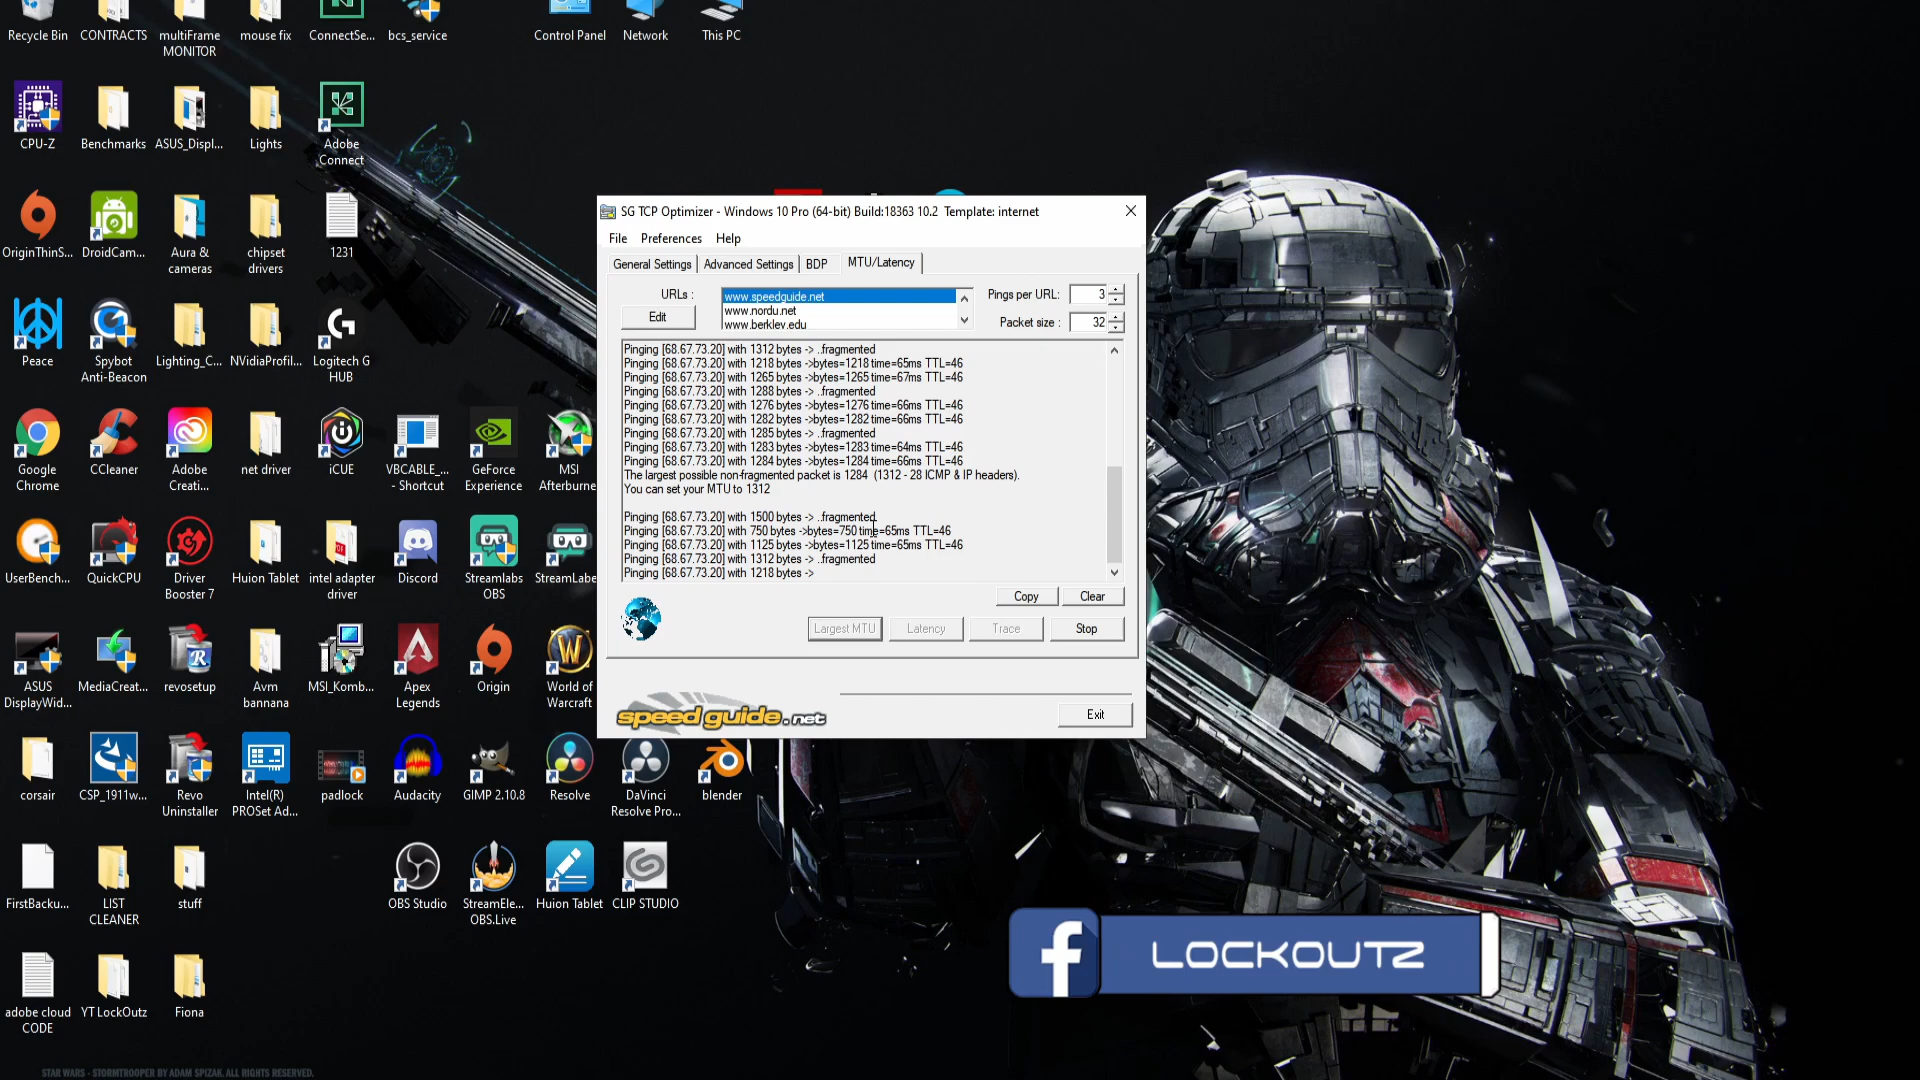 Recycle Bin
CONTRACTS
multiFrame
MONITOR
mouse fix
ConnectSe...
bcs_service
Control Panel
Network
This PC
CPU-Z
Benchmarks
ASUS_Displ...
Lights
Adobe
Connect
OriginThinS...
DroidCam...
Aura &
cameras
chipset
drivers
1231
Peace
Spybot
Anti-Beacon
Lighting_C...
NVidiaProfil...
Logitech G
HUB
Google
Chrome
CCleaner
Adobe
Creati...
net driver
iCUE
VBCABLE_...
- Shortcut
GeForce
Experience
MSI
Afterburner
UserBench...
QuickCPU
Driver
Booster 7
Huion Tablet
intel adapter
driver
Discord
Streamlabs
OBS
StreamLabe
ASUS
DisplayWid...
MediaCreat...
revosetup
Avm
bannana
MSI_Komb...
Apex
Legends
Origin
World of
Warcraft
corsair
CSP_1911w...
Revo
Uninstaller
Intel(R)
PROSet Ad...
padlock
Audacity
GIMP 2.10.8
Resolve
DaVinci
Resolve Pro...
blender
FirstBacku...
LIST
CLEANER
stuff
OBS Studio
StreamEle...
OBS.Live
Huion Tablet
CLIP STUDIO
adobe cloud
CODE
YT LockOutz
Fiona
STAR WARS - STORMTROOPER BY ADAM SPIZAK. ALL RIGHTS RESERVED.
SG TCP Optimizer - Windows 10 Pro (64-bit) Build:18363 10.2 Template: internet
File Preferences Help
General Settings Advanced Settings BDP MTU/Latency
URLs :
Edit
www.speedguide.net
www.nordu.net
www.berkley.edu
Pings per URL: 3
Packet size : 32
Pinging [68.67.73.20] with 1312 bytes -> ..fragmented
Pinging [68.67.73.20] with 1218 bytes ->bytes=1218 time=65ms TTL=46
Pinging [68.67.73.20] with 1265 bytes ->bytes=1265 time=67ms TTL=46
Pinging [68.67.73.20] with 1288 bytes -> ..fragmented
Pinging [68.67.73.20] with 1276 bytes ->bytes=1276 time=66ms TTL=46
Pinging [68.67.73.20] with 1282 bytes ->bytes=1282 time=66ms TTL=46
Pinging [68.67.73.20] with 1285 bytes -> ..fragmented
Pinging [68.67.73.20] with 1283 bytes ->bytes=1283 time=64ms TTL=46
Pinging [68.67.73.20] with 1284 bytes ->bytes=1284 time=66ms TTL=46
The largest possible non-fragmented packet is 1284 (1312 - 28 ICMP & IP headers).
You can set your MTU to 1312
Pinging [68.67.73.20] with 1500 bytes -> ..fragmented
Pinging [68.67.73.20] with 750 bytes ->bytes=750 time=65ms TTL=46
Pinging [68.67.73.20] with 1125 bytes ->bytes=1125 time=65ms TTL=46
Pinging [68.67.73.20] with 1312 bytes -> ..fragmented
Pinging [68.67.73.20] with 1218 bytes ->
Copy Clear
Largest MTU Latency Trace Stop
speedguide.net
Exit
f LOCKOUTZ